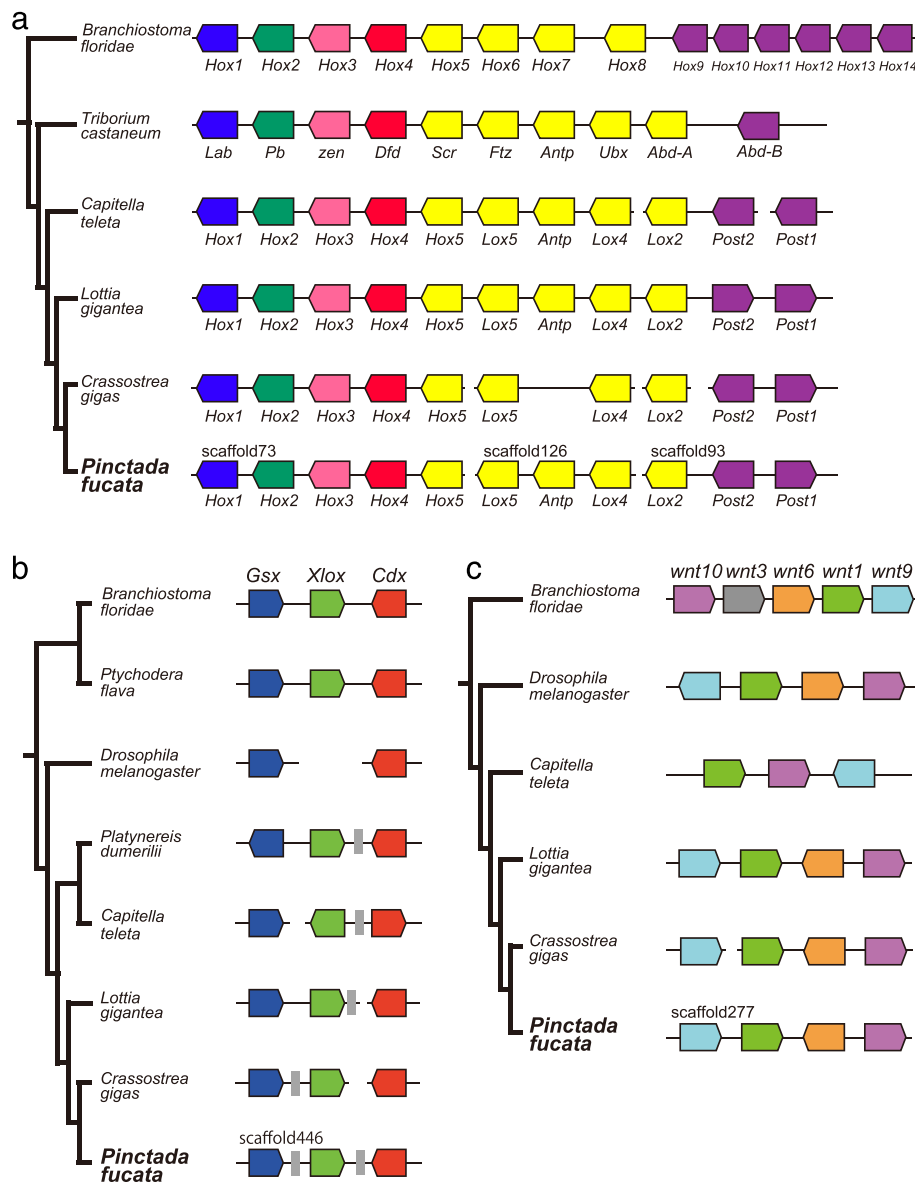 a
Branchiostoma
floridae
Hox1 Hox2 Hox3 Hox4 Hox5 Hox6 Hox7 Hox8 Hox9 Hox10 Hox11 Hox12 Hox13 Hox14
Triborium
castaneum
Lab Pb zen Dfd Scr Ftz Antp Ubx Abd-A Abd-B
Capitella
teleta
Hox1 Hox2 Hox3 Hox4 Hox5 Lox5 Antp Lox4 Lox2 Post2 Post1
Lottia
gigantea
Hox1 Hox2 Hox3 Hox4 Hox5 Lox5 Antp Lox4 Lox2 Post2 Post1
Crassostrea
gigas
Hox1 Hox2 Hox3 Hox4 Hox5 Lox5 Lox4 Lox2 Post2 Post1
scaffold73 scaffold126 scaffold93
Pinctada
fucata
Hox1 Hox2 Hox3 Hox4 Hox5 Lox5 Antp Lox4 Lox2 Post2 Post1
b
Gsx Xlox Cdx
Branchiostoma
floridae
Ptychodera
flava
Drosophila
melanogaster
Platynereis
dumerilii
Capitella
teleta
Lottia
gigantea
Crassostrea
gigas
scaffold446
Pinctada
fucata
c
wnt10 wnt3 wnt6 wnt1 wnt9
Branchiostoma
floridae
Drosophila
melanogaster
Capitella
teleta
Lottia
gigantea
Crassostrea
gigas
scaffold277
Pinctada
fucata